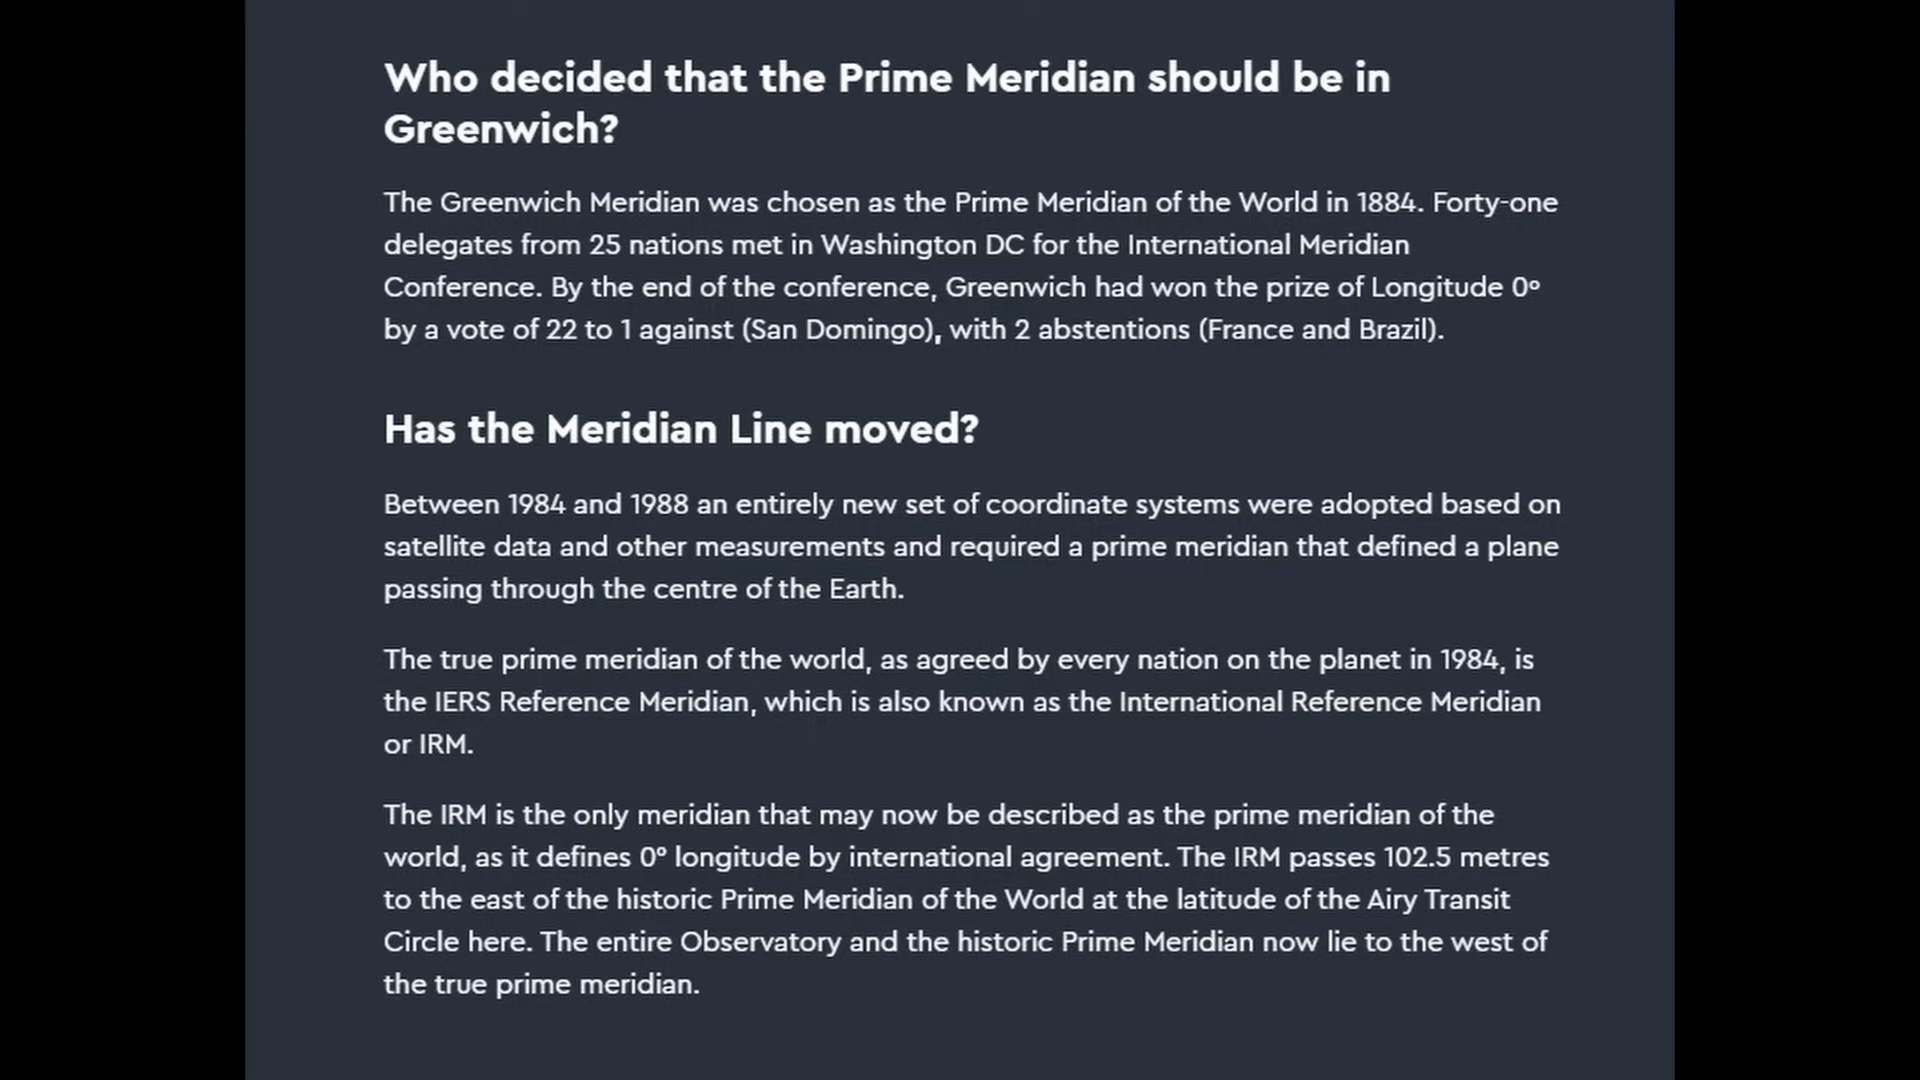 Who decided that the Prime Meridian should be in
Greenwich?
The Greenwich Meridian was chosen as the Prime Meridian of the World in 1884. Forty-one
delegates from 25 nations met in Washington DC for the International Meridian
Conference. By the end of the conference, Greenwich had won the prize of Longitude 0º
by a vote of 22 to 1 against (San Domingo), with 2 abstentions (France and Brazil).
Has the Meridian Line moved?
Between 1984 and 1988 an entirely new set of coordinate systems were adopted based on
satellite data and other measurements and required a prime meridian that defined a plane
passing through the centre of the Earth.
The true prime meridian of the world, as agreed by every nation on the planet in 1984, is
the IERS Reference Meridian, which is also known as the International Reference Meridian
or IRM.
The IRM is the only meridian that may now be described as the prime meridian of the
world, as it defines 0º longitude by international agreement. The IRM passes 102.5 metres
to the east of the historic Prime Meridian of the World at the latitude of the Airy Transit
Circle here. The entire Observatory and the historic Prime Meridian now lie to the west of
the true prime meridian.